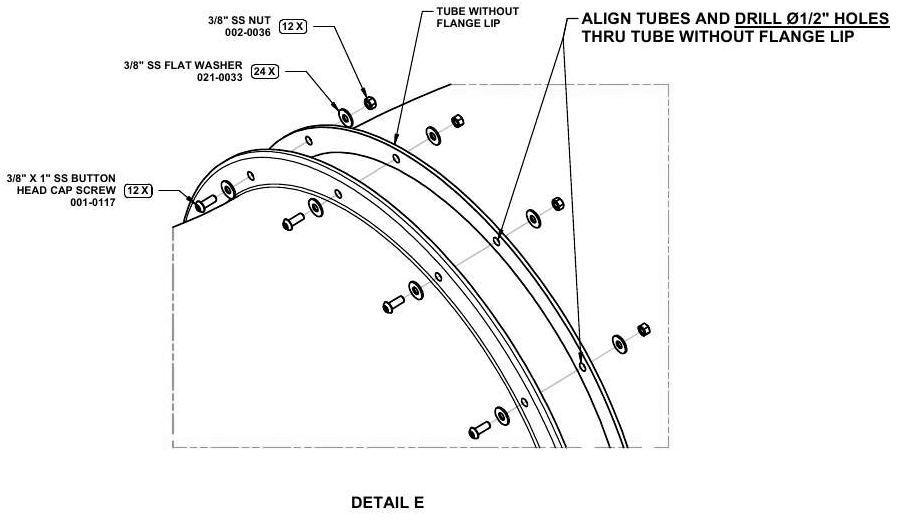 3/8" SS NUT
002-0036
12 X
TUBE WITHOUT
FLANGE LIP
ALIGN TUBES AND DRILL Ø1/2" HOLES
THRU TUBE WITHOUT FLANGE LIP
3/8" SS FLAT WASHER
021-0033
24 X
3/8" X 1" SS BUTTON
HEAD CAP SCREW
001-0117
12 X
DETAIL E